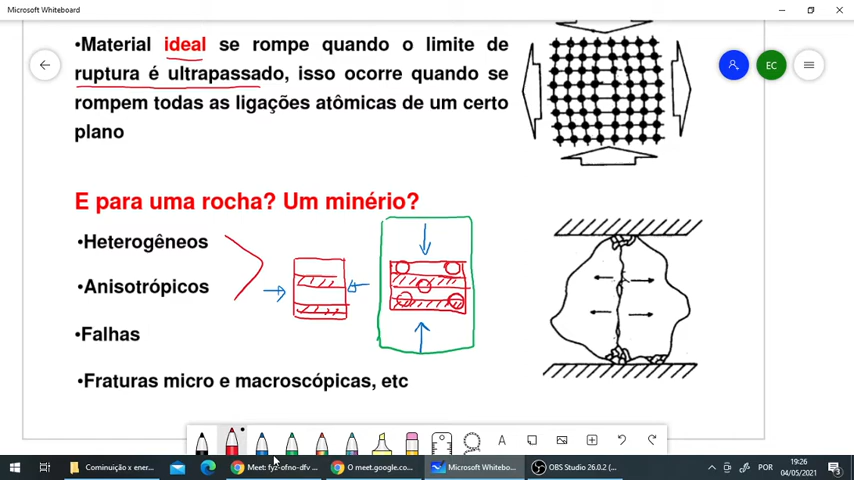 Microsoft Whiteboard
•Material ideal se rompe quando o limite de
ruptura é ultrapassado, isso ocorre quando se
rompem todas as ligações atômicas de um certo
plano
EC
E para uma rocha? Um minério?
•Heterogêneos
•Anisotrópicos
•Falhas
•Fraturas micro e macroscópicas, etc
Cominuição x ener...
Meet: fyz-ofno-dfv ...
O meet.google.co...
Microsoft Whitebo...
OBS Studio 26.0.2 (...
POR
19:26
04/05/2021
3